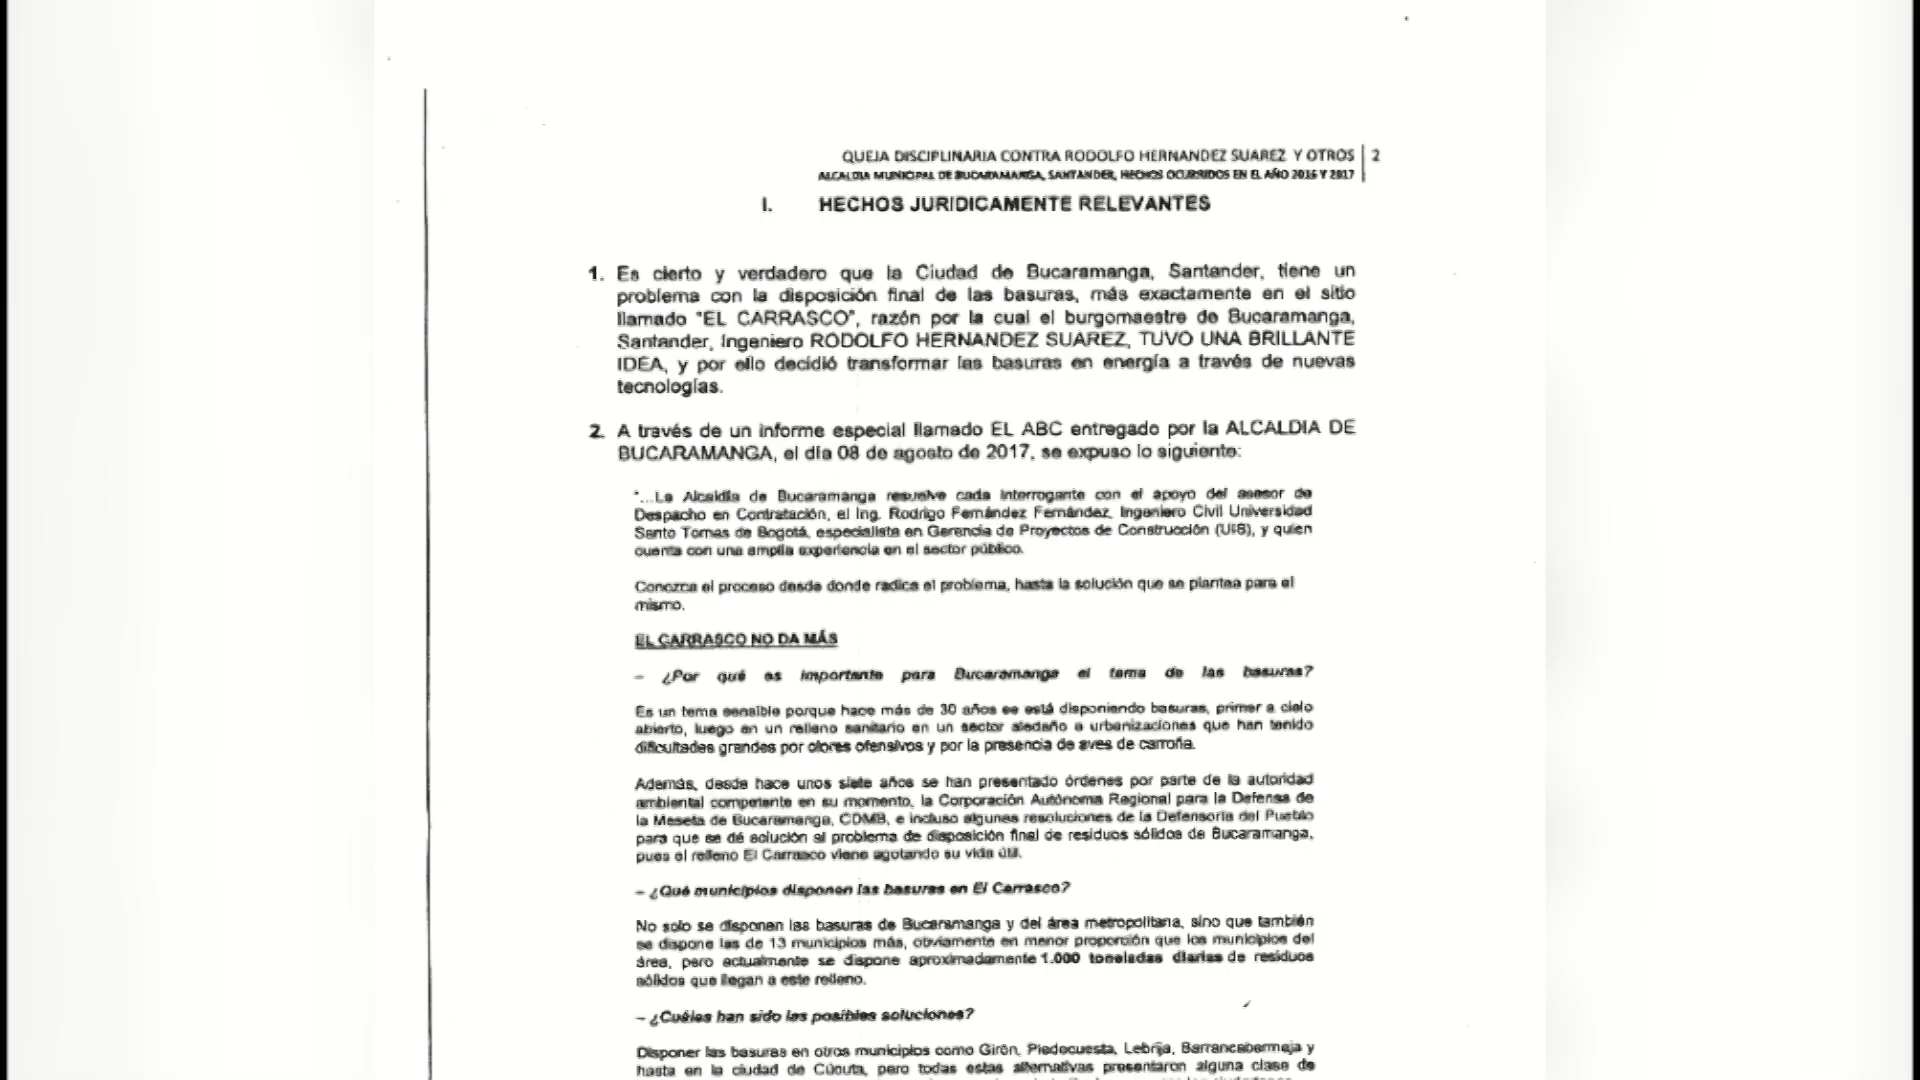 QUEJA DISCIPLINARIA CONTRA RODOLFO HERNANDEZ SUAREZ Y OTROS | 2
ALCALDIA MUNICIPAL DE BUCARAMANGA, SANTANDER, HECHOS OCURRIDOS EN EL AÑO 2016 Y 2017
I. HECHOS JURIDICAMENTE RELEVANTES
1. Es cierto y verdadero que la Ciudad de Bucaramanga, Santander, tiene un
problema con la disposición final de las basuras, más exactamente en el sitio
llamado "EL CARRASCO", razón por la cual el burgomaestre de Bucaramanga,
Santander, Ingeniero RODOLFO HERNANDEZ SUAREZ, TUVO UNA BRILLANTE
IDEA, y por ello decidió transformar las basuras en energía a través de nuevas
tecnologías.
2. A través de un informe especial llamado EL ABC entregado por la ALCALDIA DE
BUCARAMANGA, el día 08 de agosto de 2017, se expuso lo siguiente:
"...La Alcaldía de Bucaramanga resuelve cada interrogante con el apoyo del asesor de
Despacho en Contratación, el Ing. Rodrigo Fernández Fernández, Ingeniero Civil Universidad
Santo Tomas de Bogotá, especialista en Gerencia de Proyectos de Construcción (UIS), y quien
cuenta con una amplia experiencia en el sector público.
Conozca el proceso desde donde radica el problema, hasta la solución que se plantea para el
mismo.
EL CARRASCO NO DA MÁS
– ¿Por qué es importante para Bucaramanga el tema de las basuras?
Es un tema sensible porque hace más de 30 años se está disponiendo basuras, primer a cielo
abierto, luego en un relleno sanitario en un sector aledaño a urbanizaciones que han tenido
dificultades grandes por olores ofensivos y por la presencia de aves de carroña.
Además, desde hace unos siete años se han presentado órdenes por parte de la autoridad
ambiental competente en su momento, la Corporación Autónoma Regional para la Defensa de
la Meseta de Bucaramanga, CDMB, e incluso algunas resoluciones de la Defensoría del Pueblo
para que se dé solución al problema de disposición final de residuos sólidos de Bucaramanga,
pues el relleno El Carrasco viene agotando su vida útil.
– ¿Qué municipios disponen las basuras en El Carrasco?
No solo se disponen las basuras de Bucaramanga y del área metropolitana, sino que también
se dispone las de 13 municipios más, obviamente en menor proporción que los municipios del
área, pero actualmente se dispone aproximadamente 1.000 toneladas diarias de residuos
sólidos que llegan a este relleno.
– ¿Cuáles han sido las posibles soluciones?
Disponer las basuras en otros municipios como Girón, Piedecuesta, Lebrija, Barrancabermeja y
hasta en la ciudad de Cúcuta, pero todas estas alternativas presentaron alguna clase de